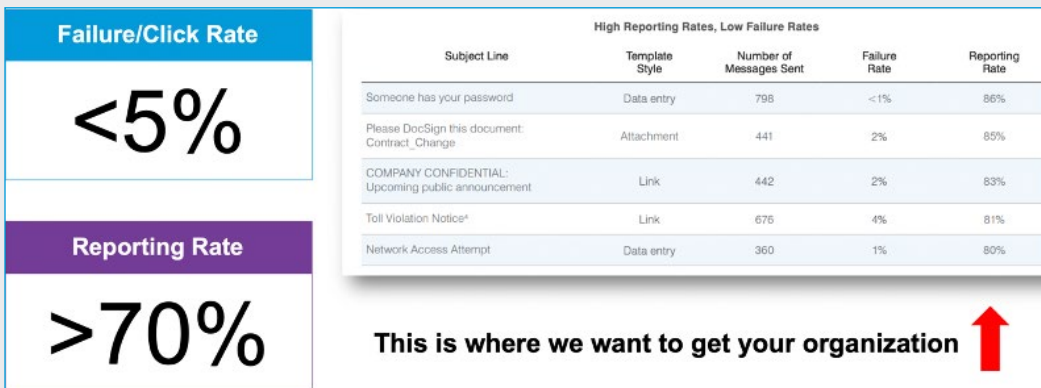 Failure/Click Rate
<5%
Reporting Rate
>70%
High Reporting Rates, Low Failure Rates
Subject Line Template Style Number of Messages Sent Failure Rate Reporting Rate
Someone has your password Data entry 798 <1% 86%
Please DocSign this document: Contract_Change Attachment 441 2% 85%
COMPANY CONFIDENTIAL: Upcoming public announcement Link 442 2% 83%
Toll Violation Notice⁴ Link 676 4% 81%
Network Access Attempt Data entry 360 1% 80%
This is where we want to get your organization